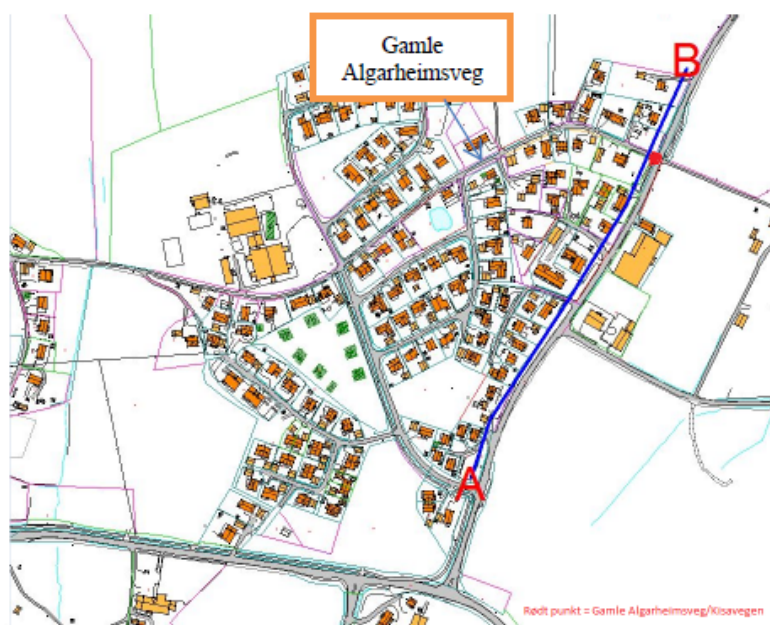 Gamle
Algarheimsveg
B
A
Rødt punkt = Gamle Algarheimsveg/Kisavegen